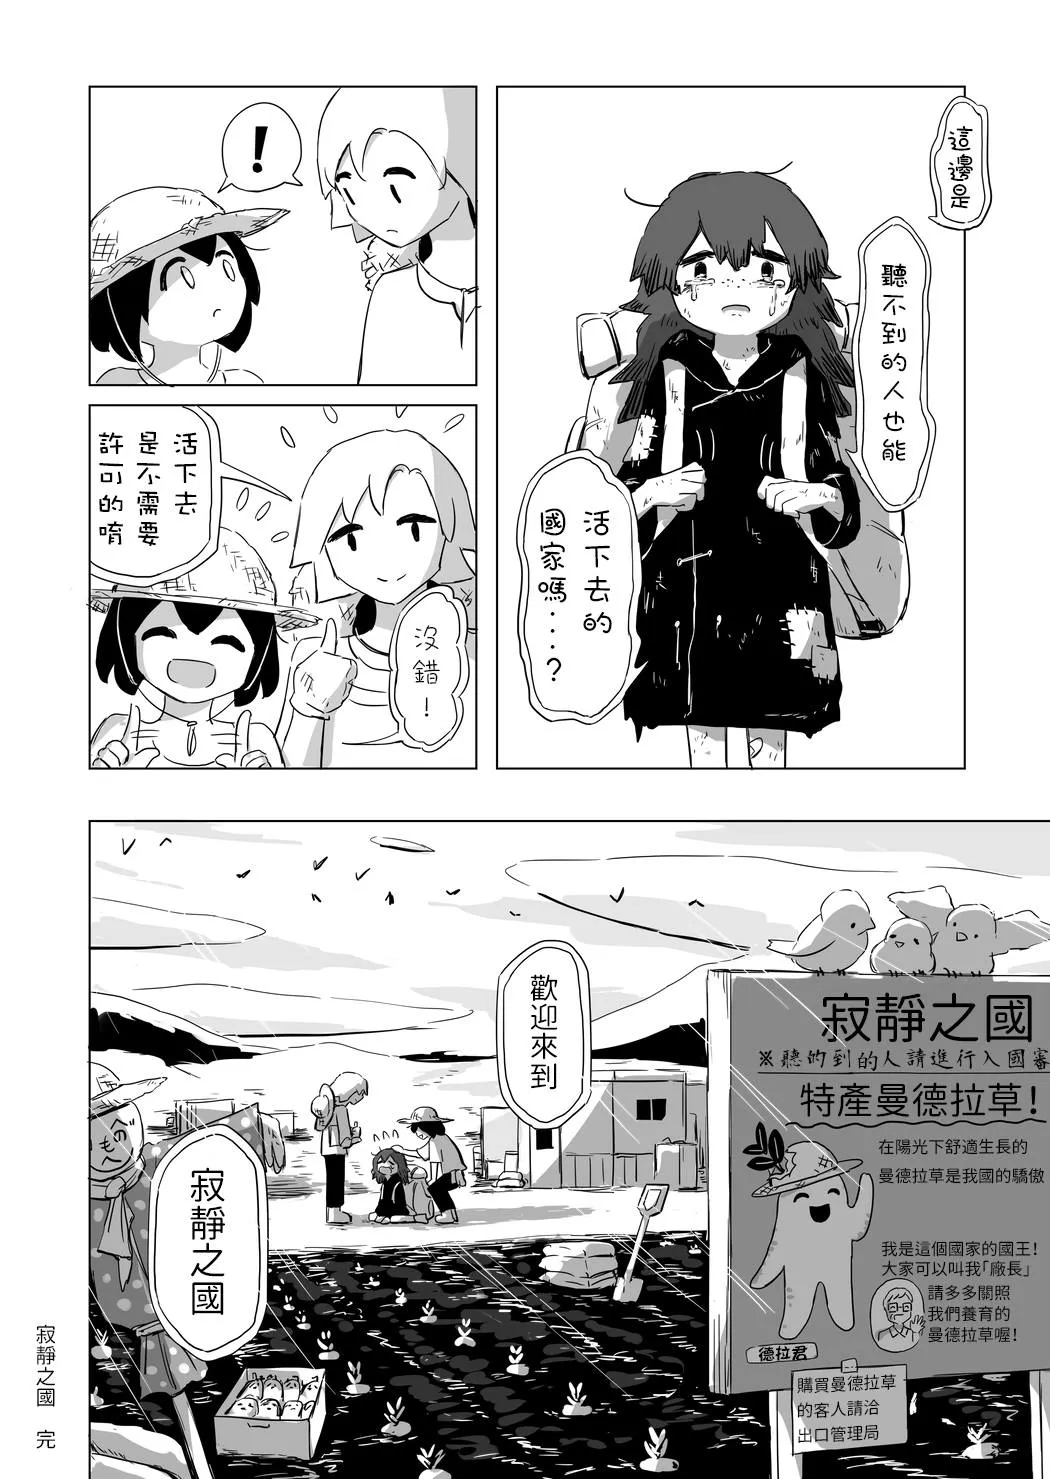 這邊是
聽不到的人也能
活下去的
國家嗎...?
!
活下去
是不需要
許可的唷
沒錯!
歡迎來到
寂靜之國
寂靜之國
※聽的到的人請進行入國審
特產曼德拉草!
在陽光下舒適生長的
曼德拉草是我國的驕傲
我是這個國家的國王!
大家可以叫我「廠長」
請多多關照
我們養育的
曼德拉草喔!
德拉君
購買曼德拉草
的客人請洽
出口管理局
へのへの
も
へ
寂靜之國 完